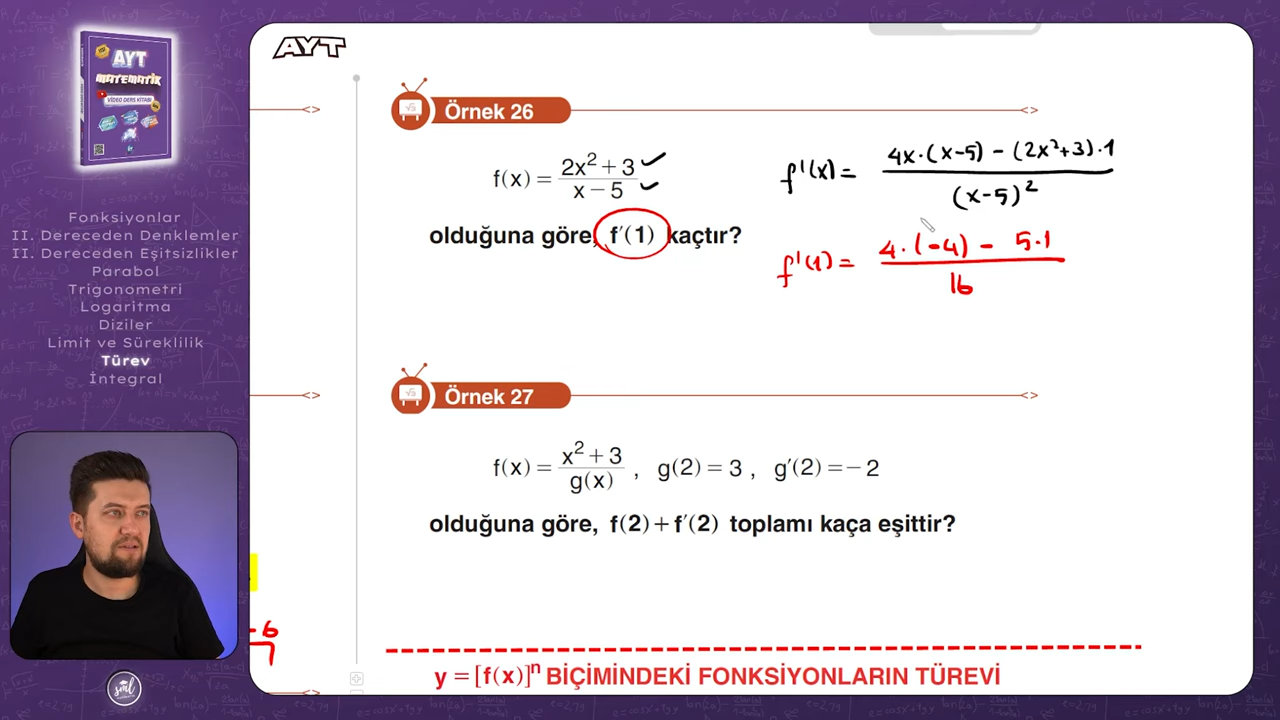 AYT
MATEMATİK
VİDEO DERS KİTABI
AYT
Fonksiyonlar
II. Dereceden Denklemler
II. Dereceden Eşitsizlikler
Parabol
Trigonometri
Logaritma
Diziler
Limit ve Süreklilik
Türev
İntegral
Örnek 26
f(x) = (2x² + 3)/(x − 5)
olduğuna göre, f′(1) kaçtır?
f'(x) = (4x·(x-5) - (2x²+3)·1)/((x-5)²)
f'(1) = (4·(-4) - 5·1)/16
Örnek 27
f(x) = (x² + 3)/g(x) , g(2) = 3 , g′(2) = − 2
olduğuna göre, f(2) + f′(2) toplamı kaça eşittir?
-6
7
y = [f(x)]ⁿ BİÇİMİNDEKİ FONKSİYONLARIN TÜREVİ
sml